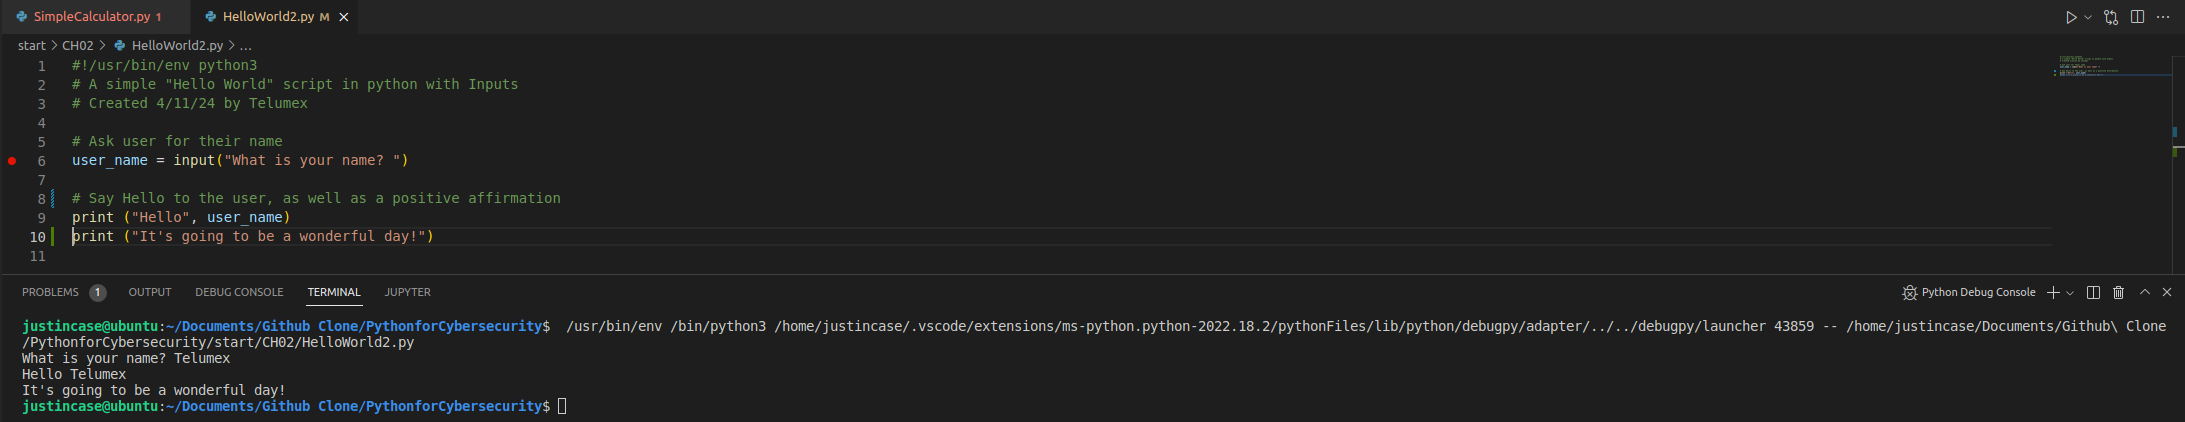 SimpleCalculator.py 1 HelloWorld2.py M
start > CH02 > HelloWorld2.py > ...
1 #!/usr/bin/env python3
2 # A simple "Hello World" script in python with Inputs
3 # Created 4/11/24 by Telumex
4
5 # Ask user for their name
6 user_name = input("What is your name? ")
7
8 # Say Hello to the user, as well as a positive affirmation
9 print ("Hello", user_name)
10 print ("It's going to be a wonderful day!")
11
PROBLEMS 1 OUTPUT DEBUG CONSOLE TERMINAL JUPYTER Python Debug Console
justincase@ubuntu:~/Documents/Github Clone/PythonforCybersecurity$  /usr/bin/env /bin/python3 /home/justincase/.vscode/extensions/ms-python.python-2022.18.2/pythonFiles/lib/python/debugpy/adapter/../../debugpy/launcher 43859 -- /home/justincase/Documents/Github\ Clone
/PythonforCybersecurity/start/CH02/HelloWorld2.py
What is your name? Telumex
Hello Telumex
It's going to be a wonderful day!
justincase@ubuntu:~/Documents/Github Clone/PythonforCybersecurity$